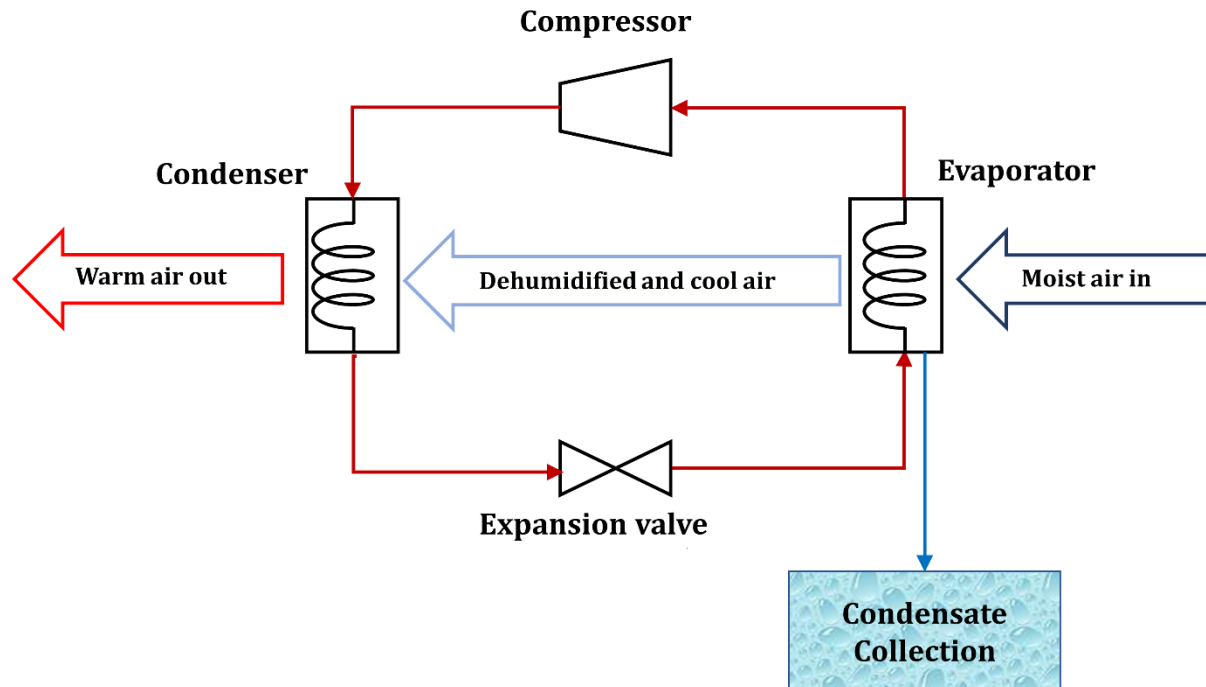 Compressor
Condenser
Evaporator
Warm air out
Dehumidified and cool air
Moist air in
Expansion valve
Condensate
Collection